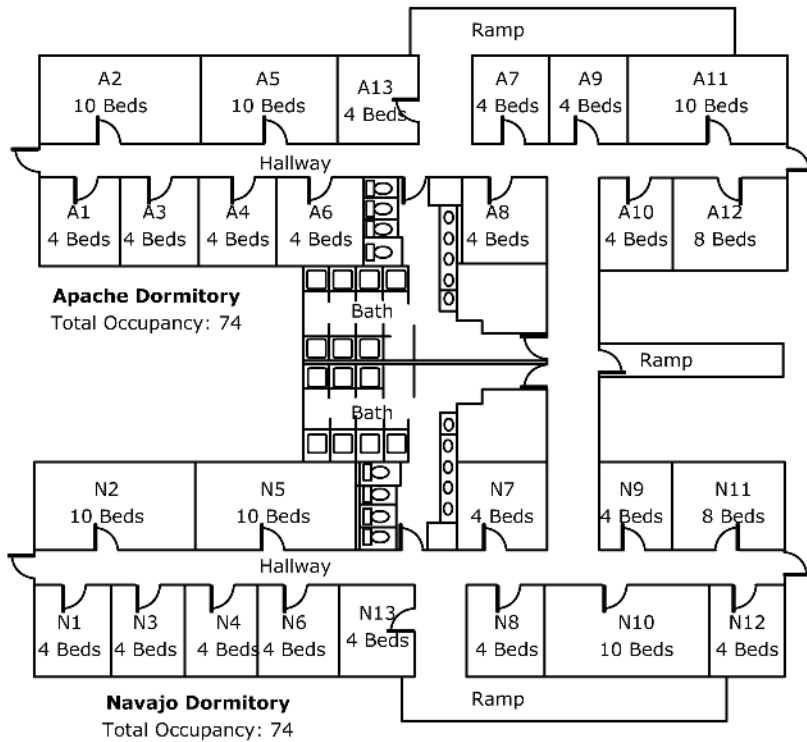 Ramp
A2
10 Beds
A5
10 Beds
A13
4 Beds
A7
4 Beds
A9
4 Beds
A11
10 Beds
Hallway
A1
4 Beds
A3
4 Beds
A4
4 Beds
A6
4 Beds
A8
4 Beds
A10
4 Beds
A12
8 Beds
Apache Dormitory
Total Occupancy: 74
Bath
Ramp
Bath
N2
10 Beds
N5
10 Beds
N7
4 Beds
N9
4 Beds
N11
8 Beds
Hallway
N1
4 Beds
N3
4 Beds
N4
4 Beds
N6
4 Beds
N13
4 Beds
N8
4 Beds
N10
10 Beds
N12
4 Beds
Navajo Dormitory
Total Occupancy: 74
Ramp